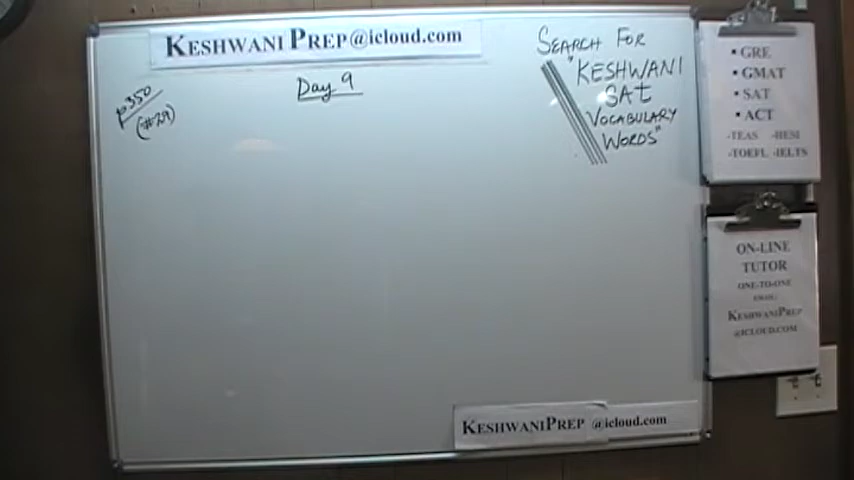 KESHWANI PREP@icloud.com
Day 9
p350
(#29)
SEARCH FOR
"KESHWANI
SAt
VOCABULARY
WORDS"
▪ GRE
▪ GMAT
▪ SAT
▪ ACT
-TEAS -HESI
-TOEFL -IELTS
ON-LINE
TUTOR
ONE-TO-ONE
KESHWANIPREP
@ICLOUD.COM
KESHWANIPREP @icloud.com